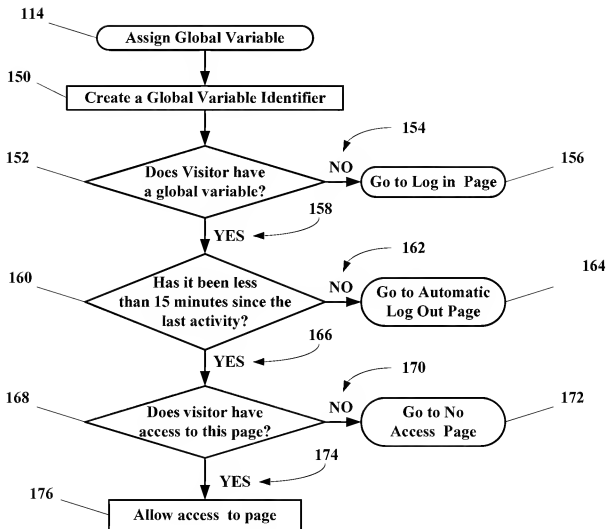 114
Assign Global Variable
150
Create a Global Variable Identifier
154
152
Does Visitor have
a global variable?
NO
Go to Log in Page
156
YES
158
160
Has it been less
than 15 minutes since the
last activity?
162
NO
Go to Automatic
Log Out Page
164
YES
166
168
Does visitor have
access to this page?
170
NO
Go to No
Access Page
172
YES
174
176
Allow access to page